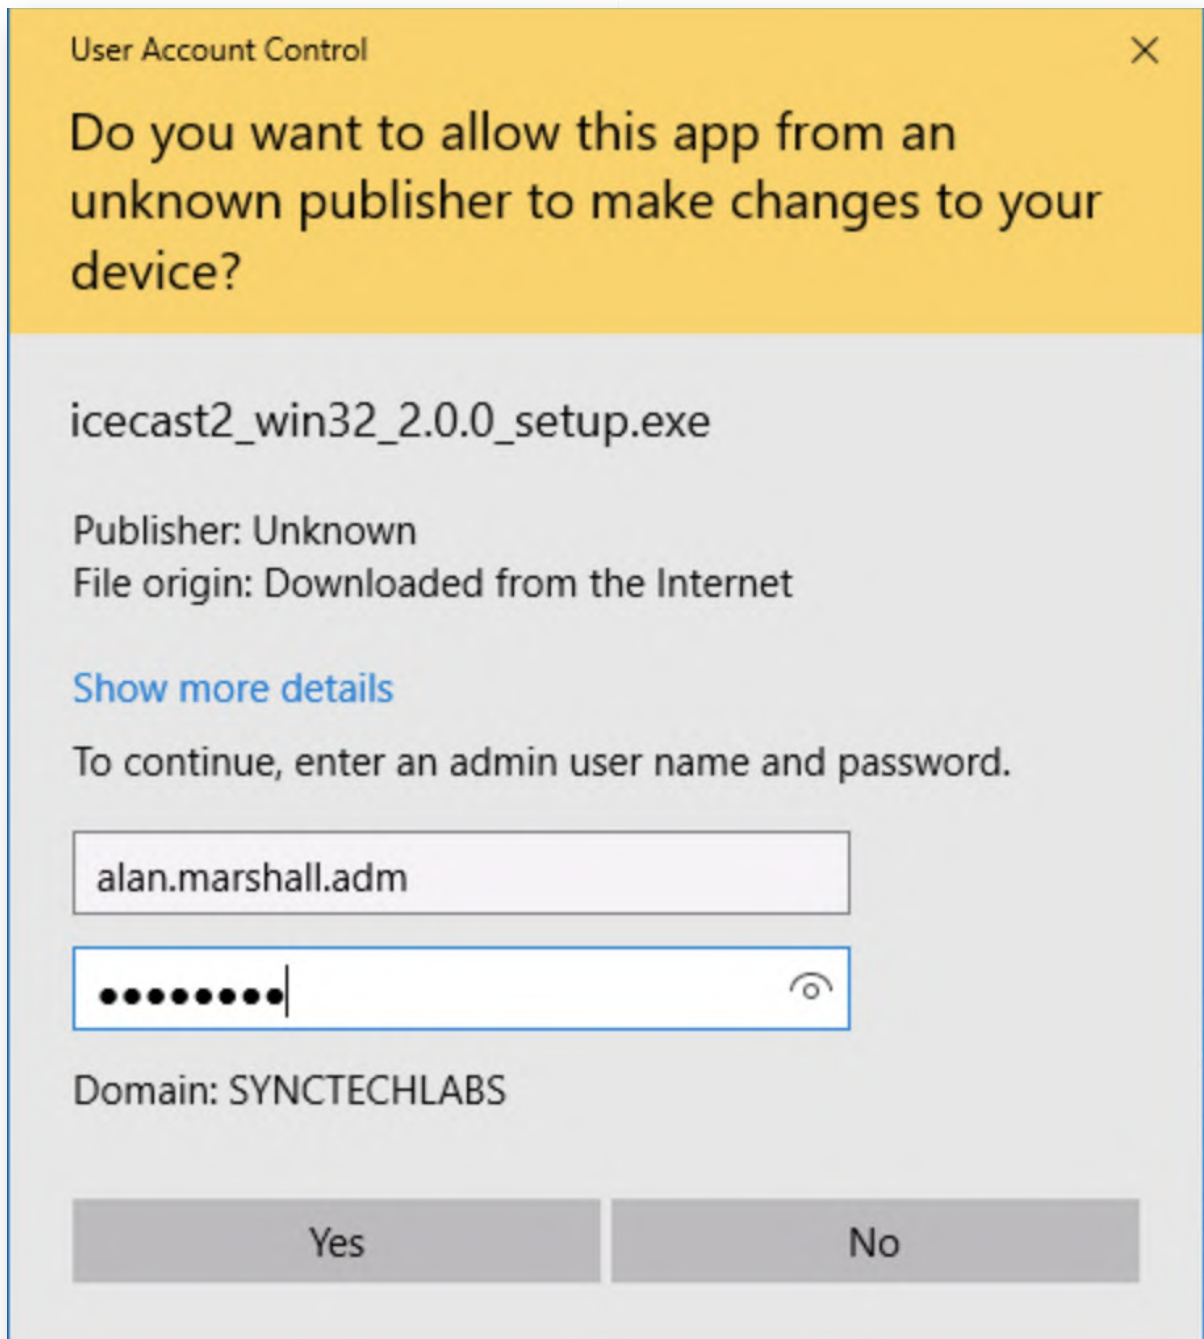 User Account Control
Do you want to allow this app from an
unknown publisher to make changes to your
device?
icecast2_win32_2.0.0_setup.exe
Publisher: Unknown
File origin: Downloaded from the Internet
Show more details
To continue, enter an admin user name and password.
alan.marshall.adm
••••••••
Domain: SYNCTECHLABS
Yes
No